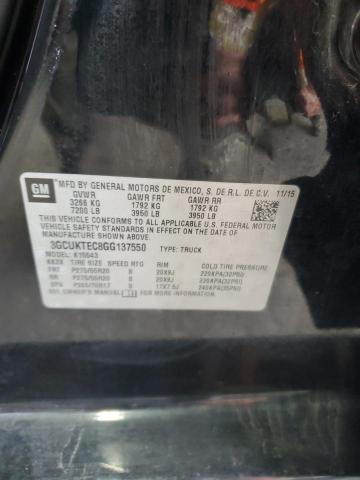 GM
MFD BY GENERAL MOTORS DE MEXICO, S. DE R.L. DE C.V. 11/15
GVWR GAWR FRT GAWR RR
3266 KG 1792 KG 1792 KG
7200 LB 3950 LB 3950 LB
THIS VEHICLE CONFORMS TO ALL APPLICABLE U.S. FEDERAL MOTOR VEHICLE SAFETY STANDARDS IN EFFECT ON THE DATE OF
MANUFACTURE SHOWN ABOVE.
3GCUKTEC8GG137550 TYPE: TRUCK
MODEL: K15543
TIRE SIZE SPEED RTG RIM COLD TIRE PRESSURE
FRT P275/55R20 S 20X9J 220KPA(32PSI)
RR P275/55R20 S 20X9J 220KPA(32PSI)
SPA P265/70R17 17X7.5J 240KPA(35PSI)
SEE OWNER'S MANUAL FOR MORE INFORMATION.